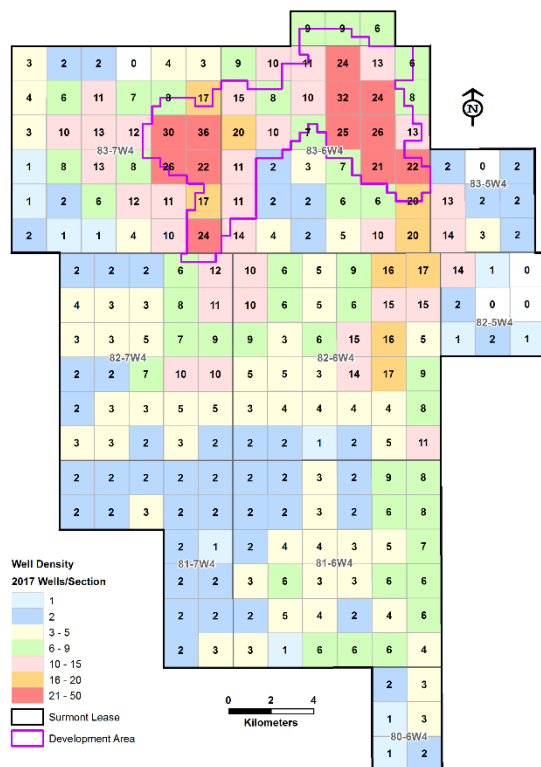 9 9 6
3 2 2 0 4 3 9 10 11 24 13 6
4 6 11 7 8 17 15 8 10 32 24 8
3 10 13 12 30 36 20 10 7 25 26 13
83-7W4 83-6W4
1 8 13 8 26 22 11 2 3 7 21 22 2 0 2
83-5W4
1 2 6 12 11 17 11 2 2 6 6 20 13 2 2
2 1 1 4 10 24 14 4 2 5 10 20 14 3 2
2 2 2 6 12 10 6 5 9 16 17 14 1 0
4 3 3 8 11 10 6 5 6 15 15 2 0 0
82-5W4
3 3 5 7 9 9 3 6 15 16 5 1 2 1
82-7W4 82-6W4
2 2 7 10 10 5 5 3 14 17 9
2 3 3 5 5 3 4 4 4 4 8
3 3 2 3 2 2 2 1 2 5 11
2 2 2 2 2 2 2 3 2 9 8
2 2 3 2 2 2 2 3 2 6 8
2 1 2 4 4 3 5 7
81-7W4 81-6W4
2 2 3 6 3 3 6 6
2 2 2 5 4 2 4 6
2 3 3 1 6 6 6 4
2 3
1 3
80-6W4
1 2
N
Well Density
2017 Wells/Section
1
2
3 - 5
6 - 9
10 - 15
16 - 20
21 - 50
Surmont Lease
Development Area
0 2 4
Kilometers